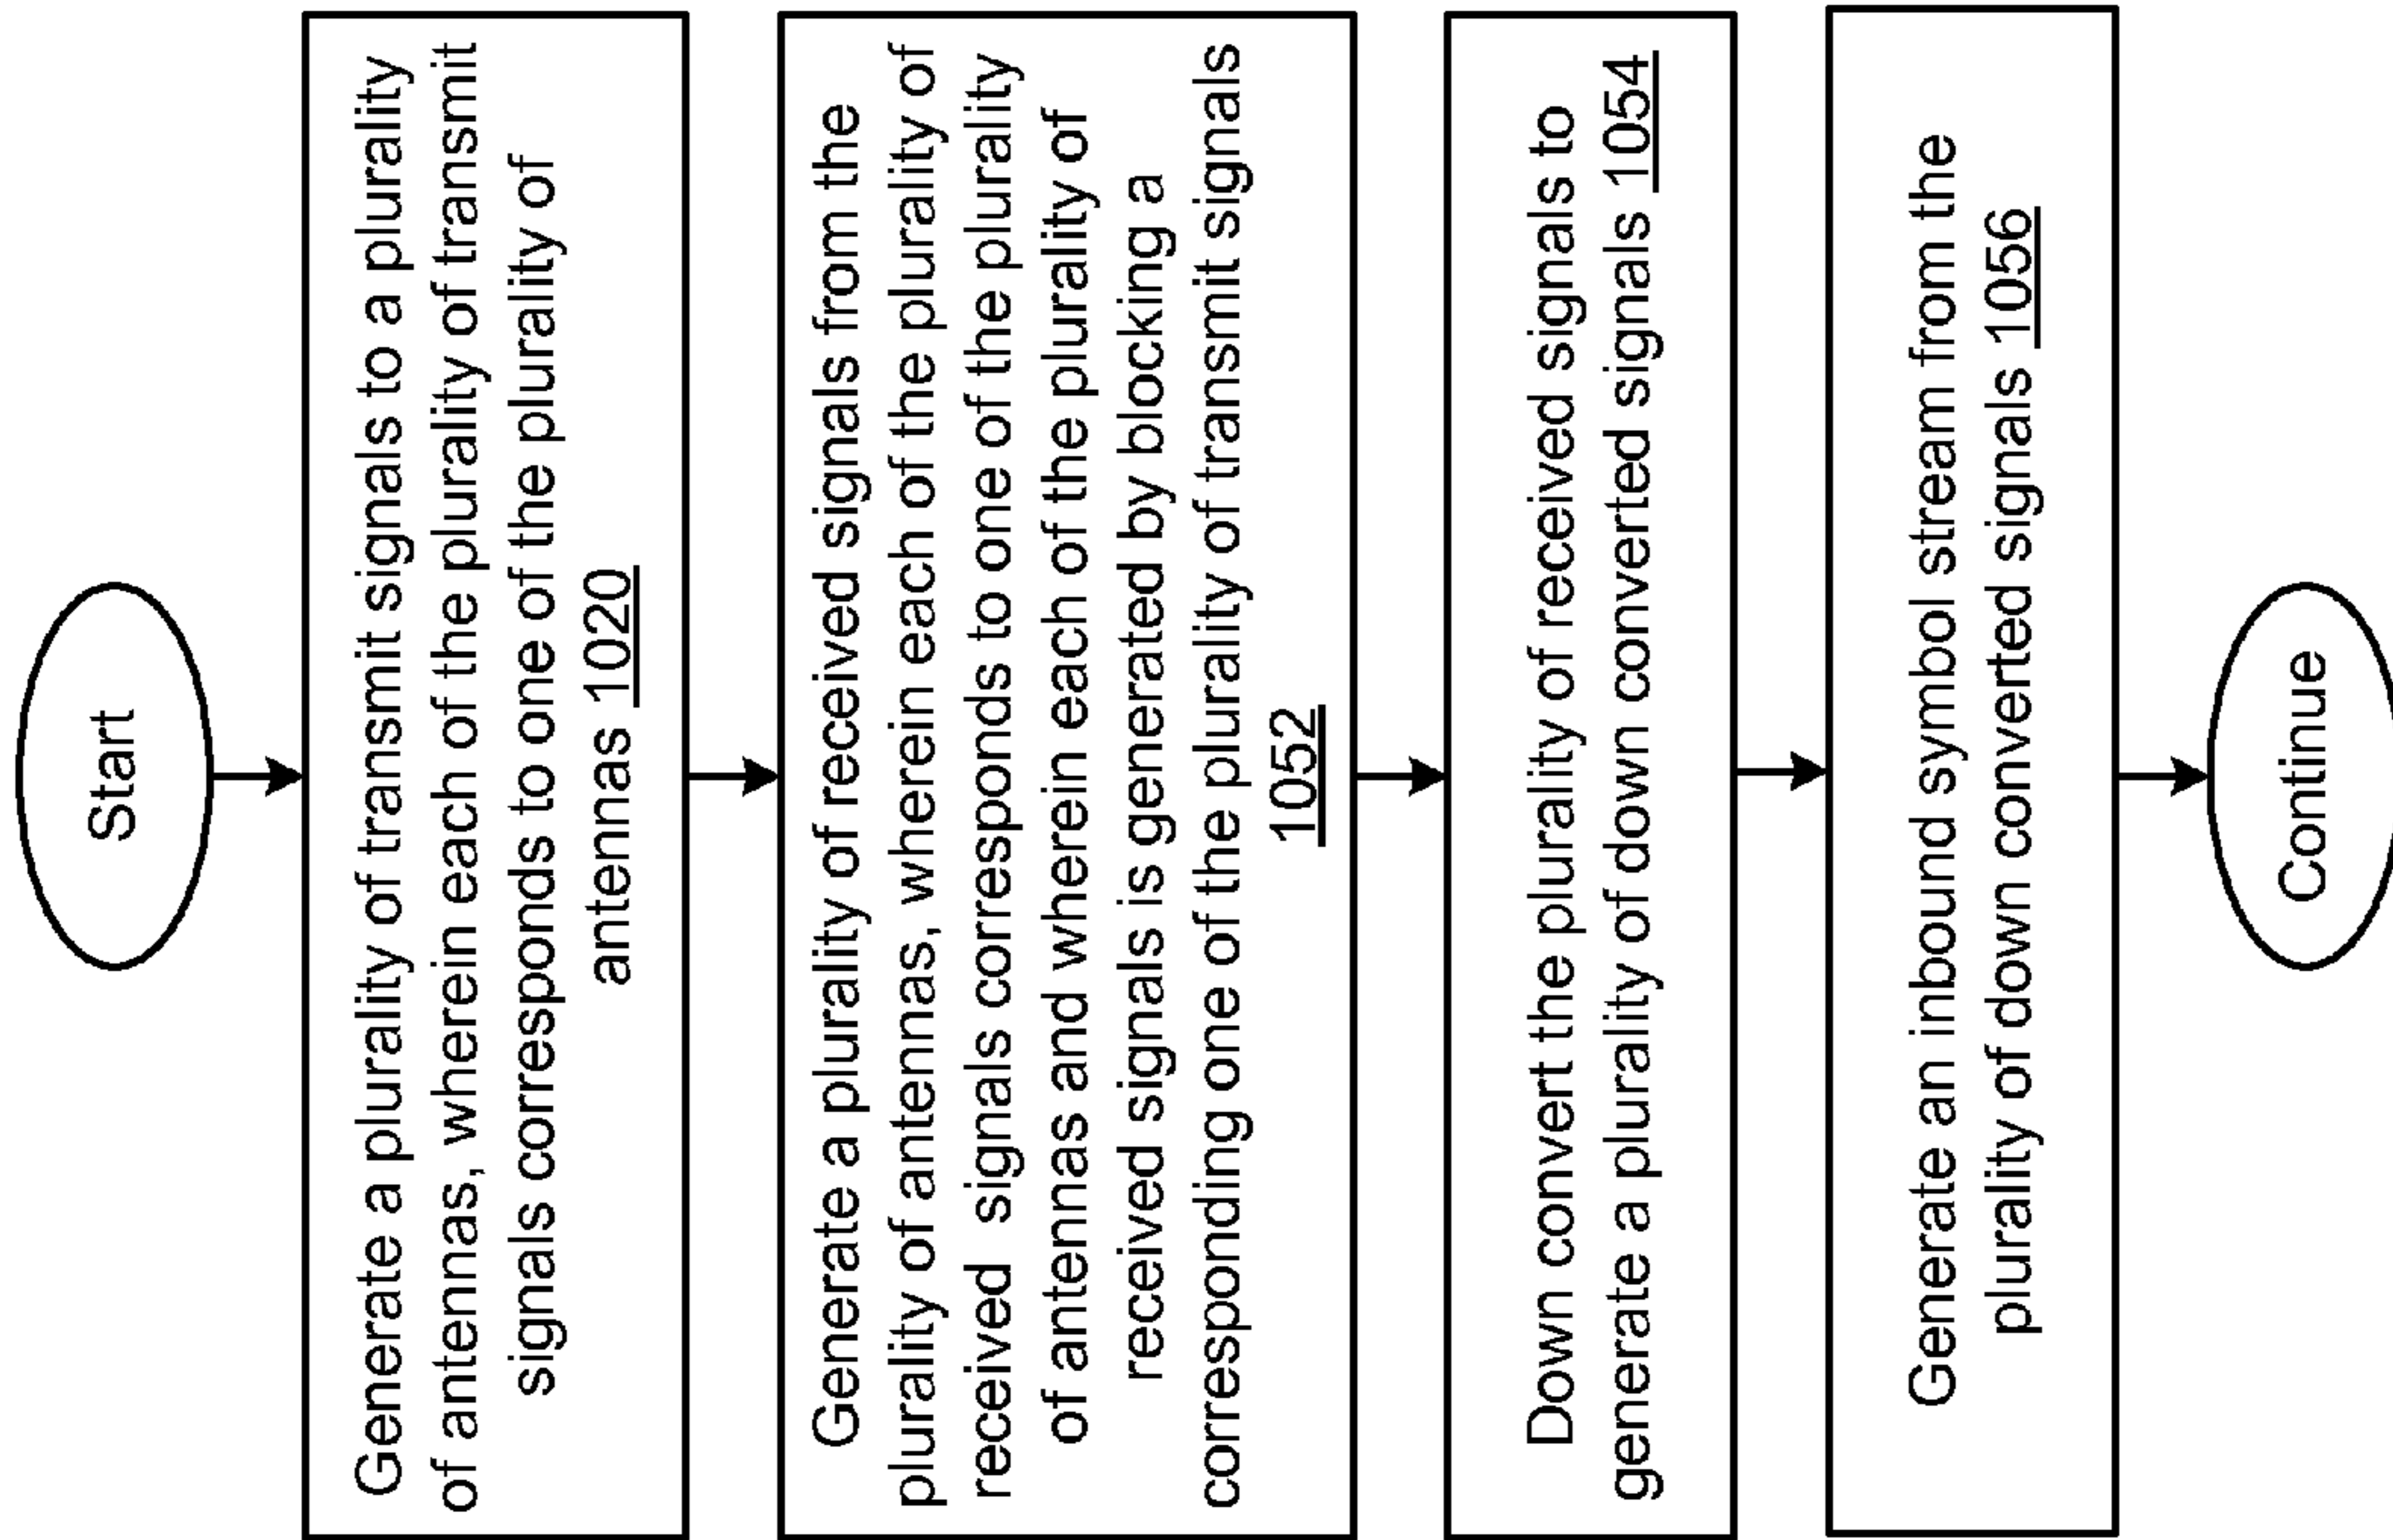 Start
Generate a plurality of transmit signals to a plurality
of antennas, wherein each of the plurality of transmit
signals corresponds to one of the plurality of
antennas 1020
Generate a plurality of received signals from the
plurality of antennas, wherein each of the plurality of
received signals corresponds to one of the plurality
of antennas and wherein each of the plurality of
received signals is generated by blocking a
corresponding one of the plurality of transmit signals
1052
Down convert the plurality of received signals to
generate a plurality of down converted signals 1054
Generate an inbound symbol stream from the
plurality of down converted signals 1056
Continue